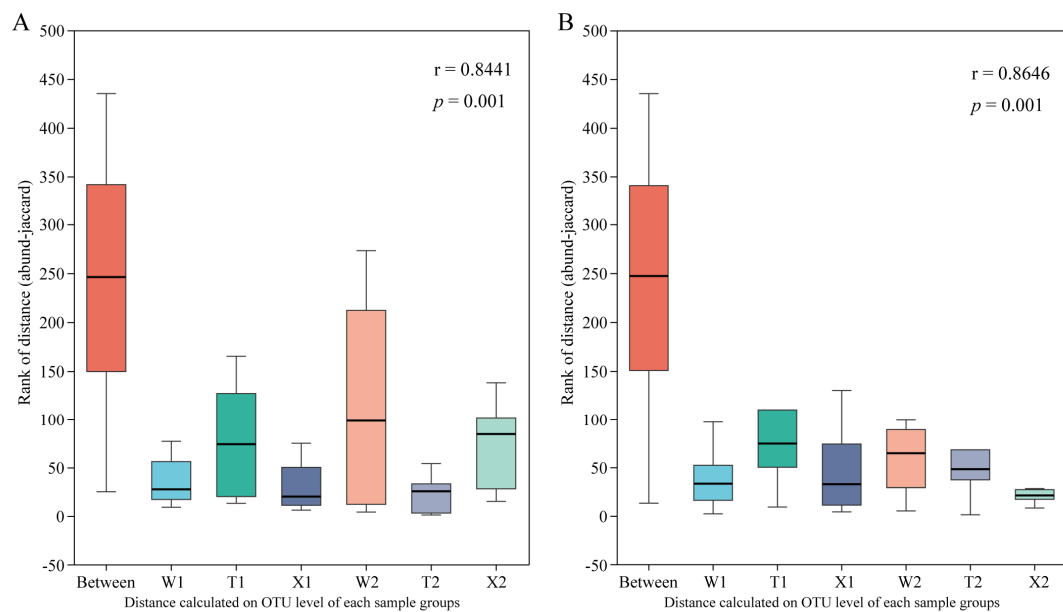 A
r = 0.8441
p = 0.001
Rank of distance (abund-jaccard)
500
450
400
350
300
250
200
150
100
50
0
-50
Between W1 T1 X1 W2 T2 X2
Distance calculated on OTU level of each sample groups
B
r = 0.8646
p = 0.001
Rank of distance (abund-jaccard)
500
450
400
350
300
250
200
150
100
50
0
-50
Between W1 T1 X1 W2 T2 X2
Distance calculated on OTU level of each sample groups